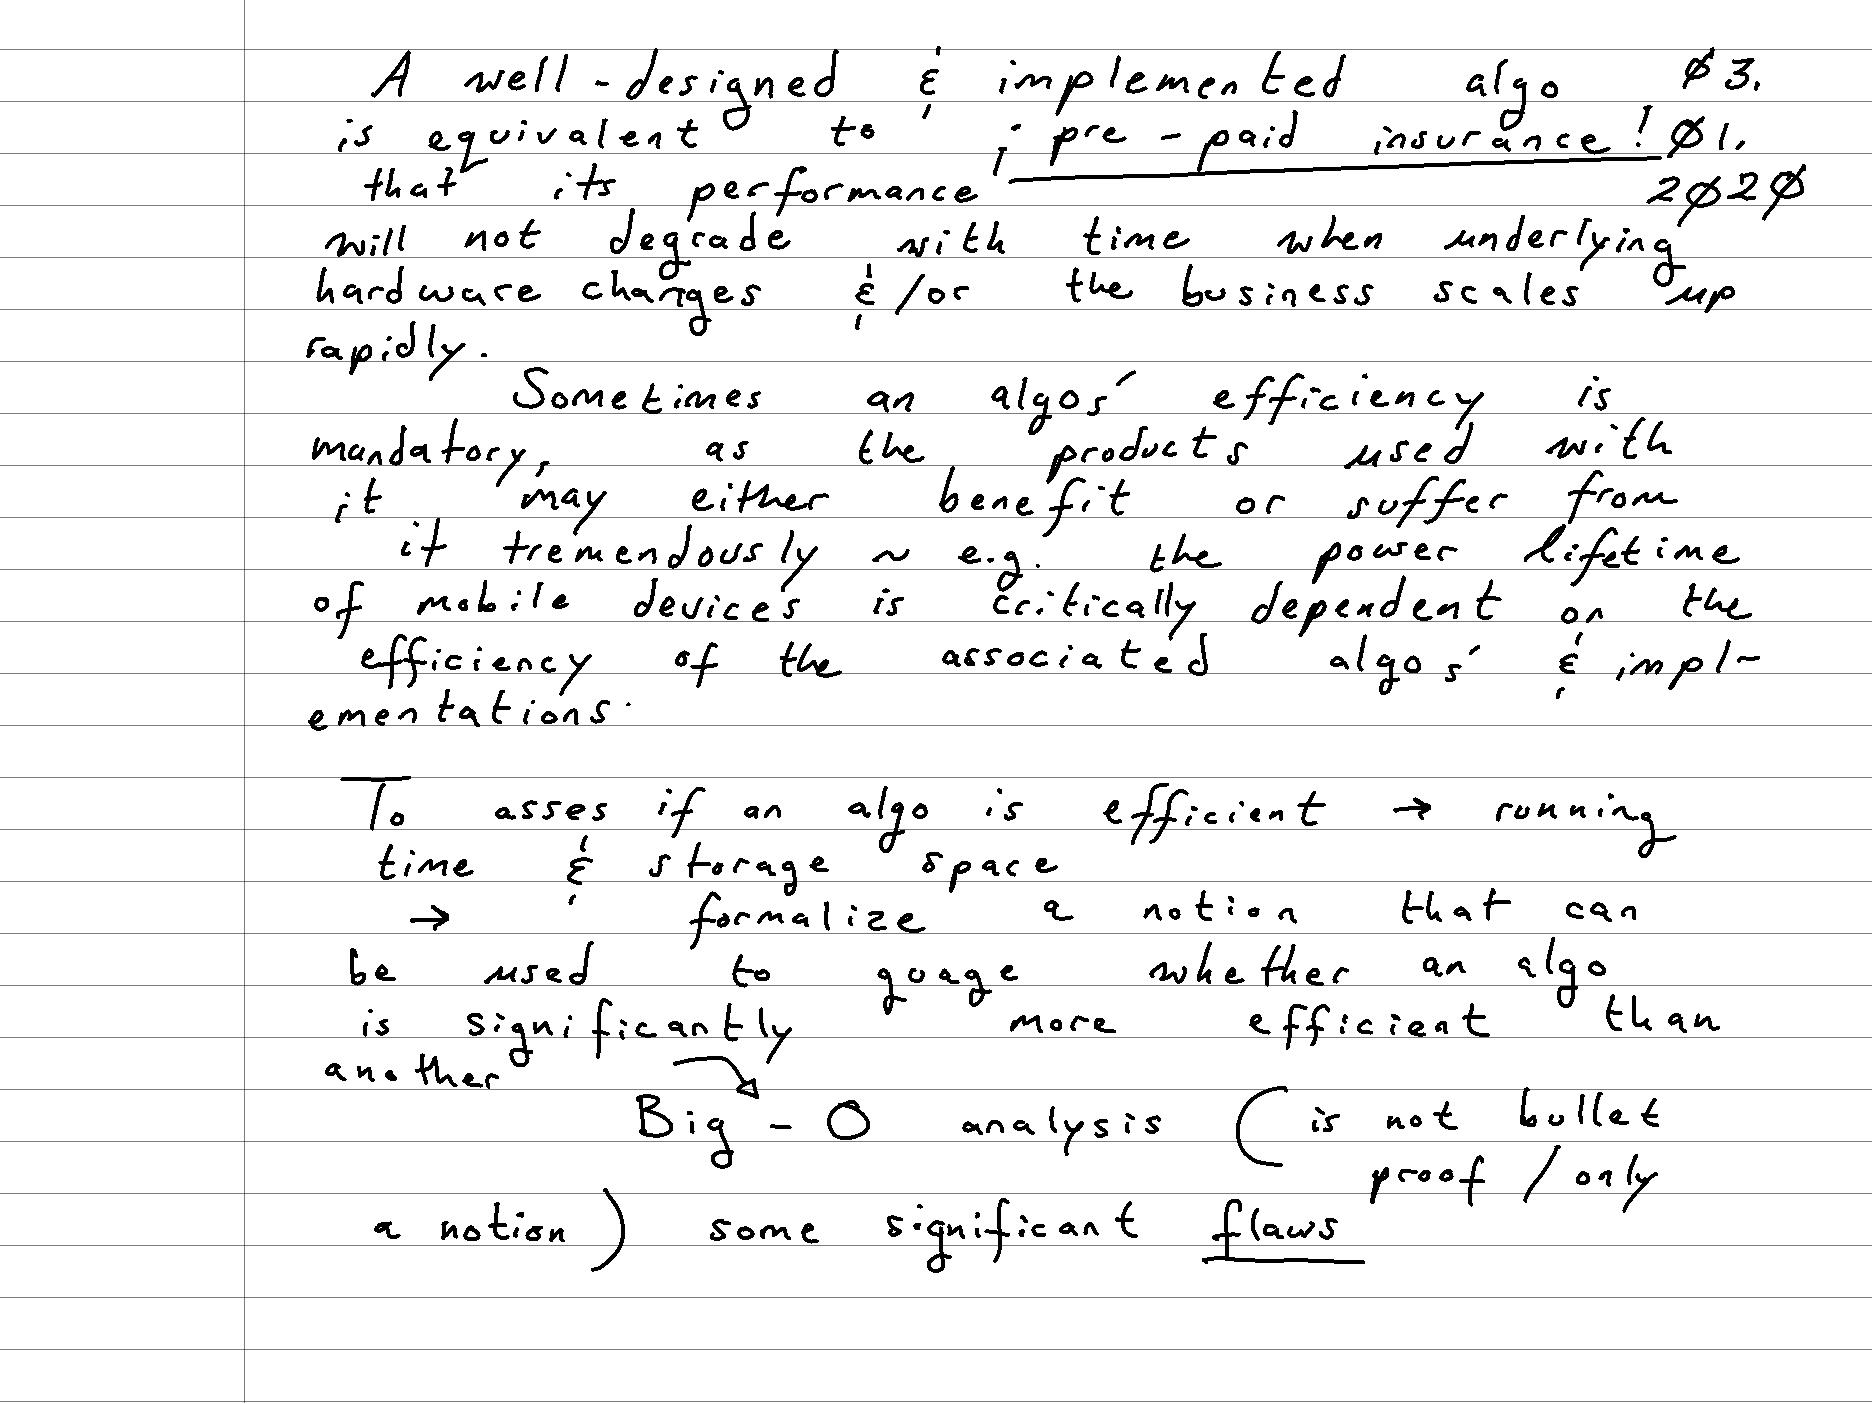 A well-designed & implemented algo ø3.
is equivalent to ¡pre-paid insurance! Ø1.
that its performance 2ø2ø
will not degrade with time when underlying
hardware changes &/or the business scales up
rapidly.
Sometimes an algos' efficiency is
mandatory, as the products used with
it may either benefit or suffer from
it tremendously ~ e.g. the power lifetime
of mobile devices is critically dependent on the
efficiency of the associated algos' & impl-
ementations.
To asses if an algo is efficient → running
time & storage space
→ formalize a notion that can
be used to guage whether an algo
is significantly more efficient than
another
Big-O analysis (is not bullet
proof / only
a notion) some significant flaws